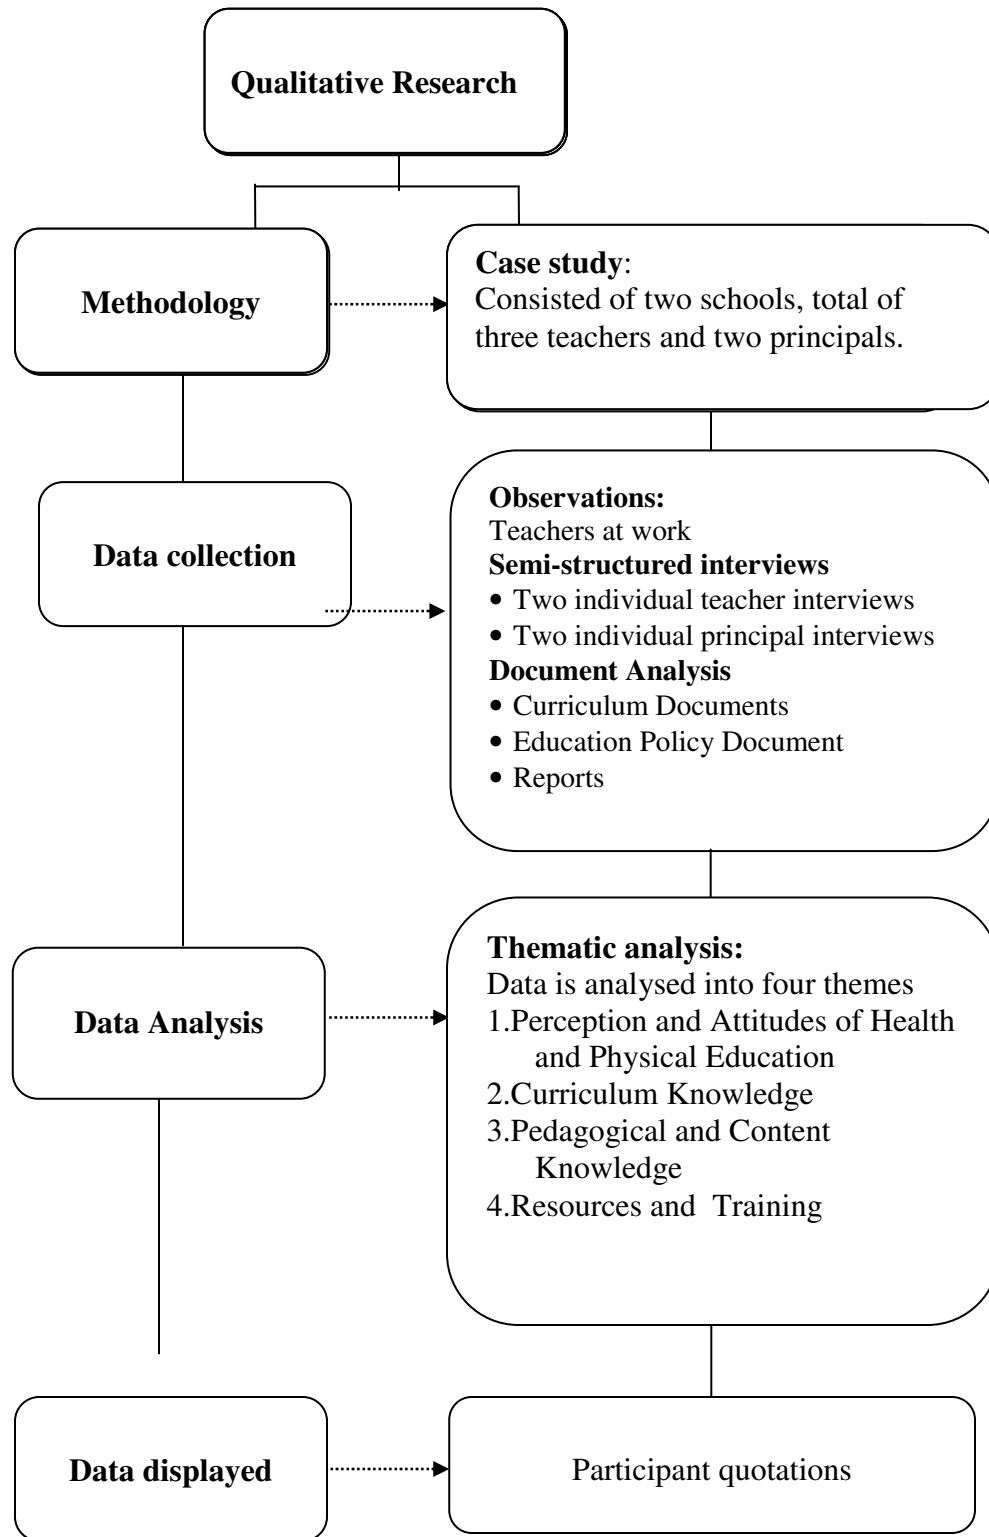 Qualitative Research
Methodology
Case study:
Consisted of two schools, total of
three teachers and two principals.
Data collection
Observations:
Teachers at work
Semi-structured interviews
• Two individual teacher interviews
• Two individual principal interviews
Document Analysis
• Curriculum Documents
• Education Policy Document
• Reports
Data Analysis
Thematic analysis:
Data is analysed into four themes
1.Perception and Attitudes of Health
and Physical Education
2.Curriculum Knowledge
3.Pedagogical and Content
Knowledge
4.Resources and Training
Data displayed
Participant quotations